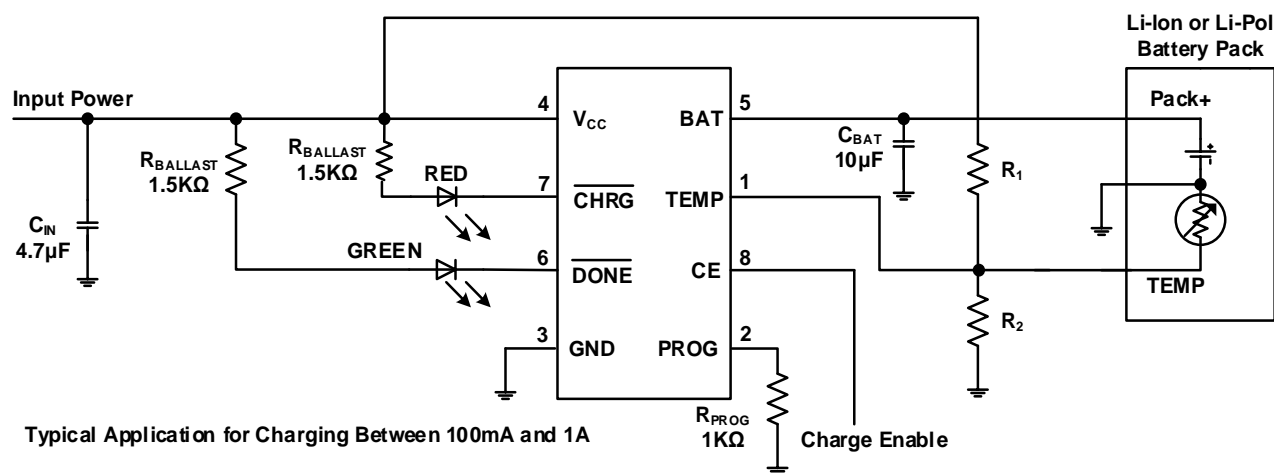 Li-Ion or Li-Pol
Battery Pack
Input Power
4
VCC
BAT
5
Pack+
RBALLAST
1.5KΩ
RBALLAST
1.5KΩ
CBAT
10µF
RED
7
CHRG
TEMP
1
R1
CIN
4.7µF
GREEN
6
DONE
CE
8
TEMP
R2
3
GND
PROG
2
RPROG
1KΩ
Charge Enable
Typical Application for Charging Between 100mA and 1A